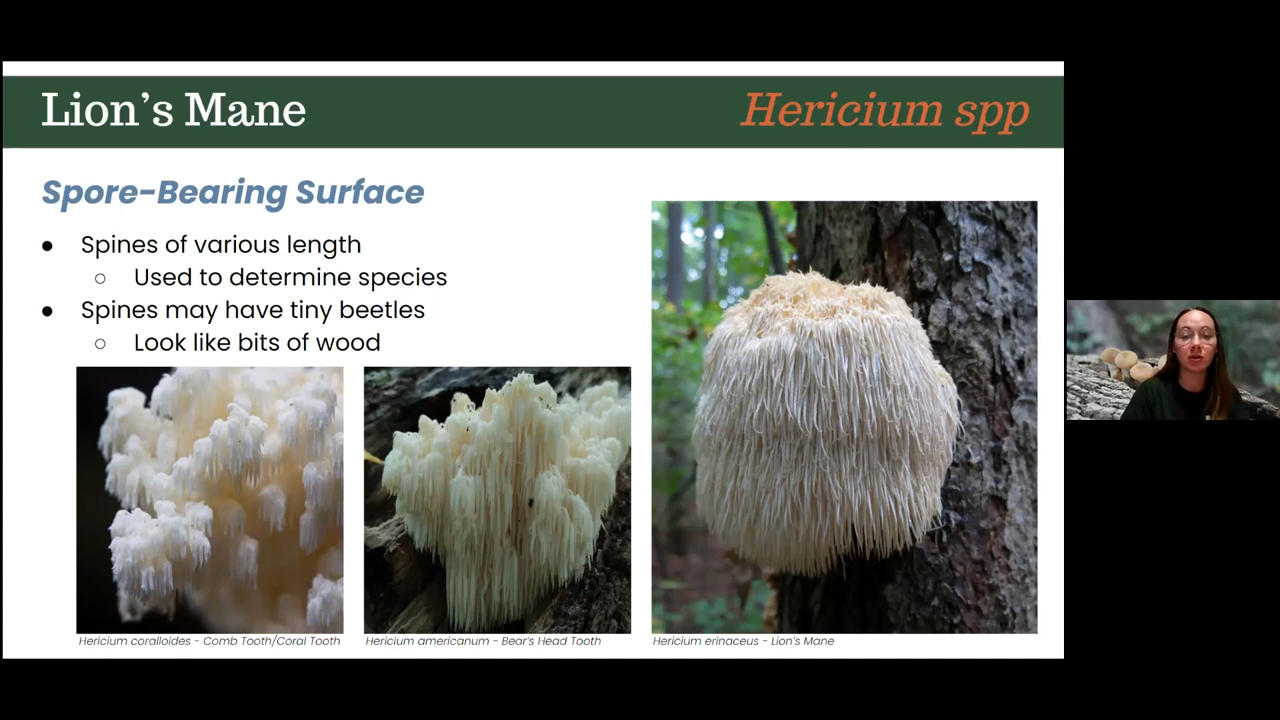 Lion's Mane
Hericium spp
Spore-Bearing Surface
● Spines of various length
○ Used to determine species
● Spines may have tiny beetles
○ Look like bits of wood
Hericium coralloides - Comb Tooth/Coral Tooth
Hericium americanum - Bear's Head Tooth
Hericium erinaceus - Lion's Mane